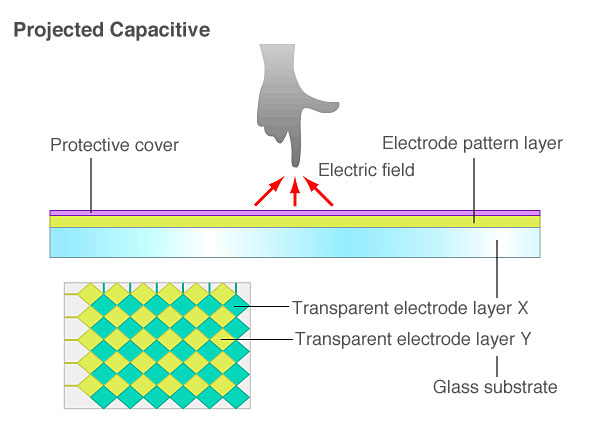 Projected Capacitive
Protective cover
Electrode pattern layer
Electric field
Transparent electrode layer X
Transparent electrode layer Y
Glass substrate